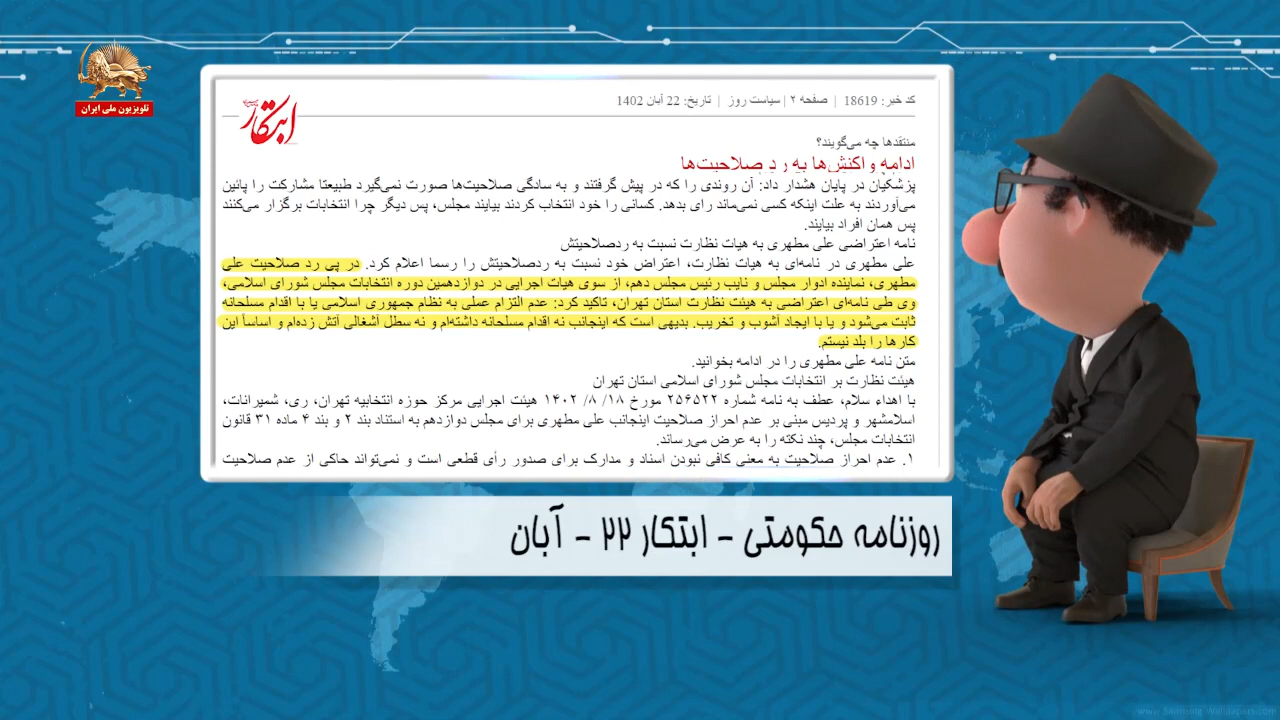 تلویزیون ملی ایران
ابتکار
کد خبر: 18619 | صفحه ۲ | سیاست روز | تاریخ: 22 آبان 1402
منتقدها چه می‌گویند؟
ادامه واکنش‌ها به رد صلاحیت‌ها
پزشکیان در پایان هشدار داد: آن روندی را که در پیش گرفتند و به سادگی صلاحیت‌ها صورت نمی‌گیرد طبیعتا مشارکت را پائین
می‌آوردند به علت اینکه کسی نمی‌ماند رای بدهد. کسانی را خود انتخاب کردند بیایند مجلس، پس دیگر چرا انتخابات برگزار می‌کنند
پس همان افراد بیایند.
نامه اعتراضی علی مطهری به هیات نظارت نسبت به ردصلاحیتش
علی مطهری در نامه‌ای به هیات نظارت، اعتراض خود نسبت به ردصلاحیتش را رسما اعلام کرد. در پی رد صلاحیت علی
مطهری، نماینده ادوار مجلس و نایب رئیس مجلس دهم، از سوی هیات اجرایی در دوازدهمین دوره انتخابات مجلس شورای اسلامی،
وی طی نامه‌ای اعتراضی به هیئت نظارت استان تهران، تاکید کرد: عدم التزام عملی به نظام جمهوری اسلامی یا با اقدام مسلحانه
ثابت می‌شود و یا با ایجاد آشوب و تخریب. بدیهی است که اینجانب نه اقدام مسلحانه داشته‌ام و نه سطل آشغالی آتش زده‌ام و اساساً این
کارها را بلد نیستم.
متن نامه علی مطهری را در ادامه بخوانید.
هیئت نظارت بر انتخابات مجلس شورای اسلامی استان تهران
با اهداء سلام، عطف به نامه شماره ۲۵۶۵۲۲ مورخ ۱۸/ ۸/ ۱۴۰۲ هیئت اجرایی مرکز حوزه انتخابیه تهران، ری، شمیرانات،
اسلامشهر و پردیس مبنی بر عدم احراز صلاحیت اینجانب علی مطهری برای مجلس دوازدهم به استناد بند ۲ و بند ۴ ماده ۳۱ قانون
انتخابات مجلس، چند نکته را به عرض می‌رساند.
۱. عدم احراز صلاحیت به معنی کافی نبودن اسناد و مدارک برای صدور رأی قطعی است و نمی‌تواند حاکی از عدم صلاحیت
روزنامه حکومتی - ابتکار ۲۲ - آبان